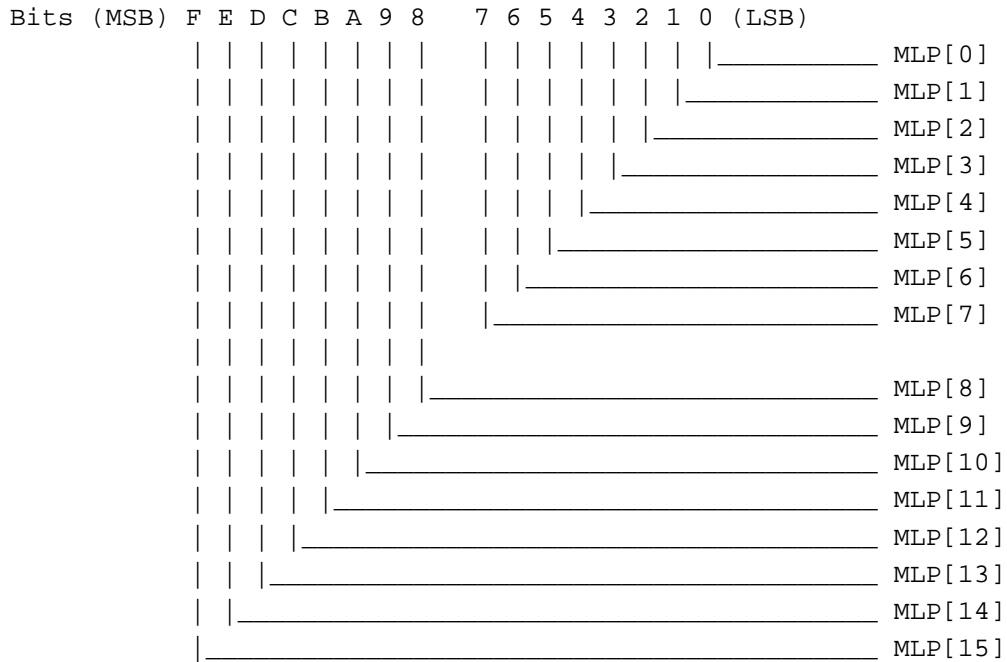 Bits (MSB) F E D C B A 9 8 7 6 5 4 3 2 1 0 (LSB)
MLP[0]
MLP[1]
MLP[2]
MLP[3]
MLP[4]
MLP[5]
MLP[6]
MLP[7]
MLP[8]
MLP[9]
MLP[10]
MLP[11]
MLP[12]
MLP[13]
MLP[14]
MLP[15]